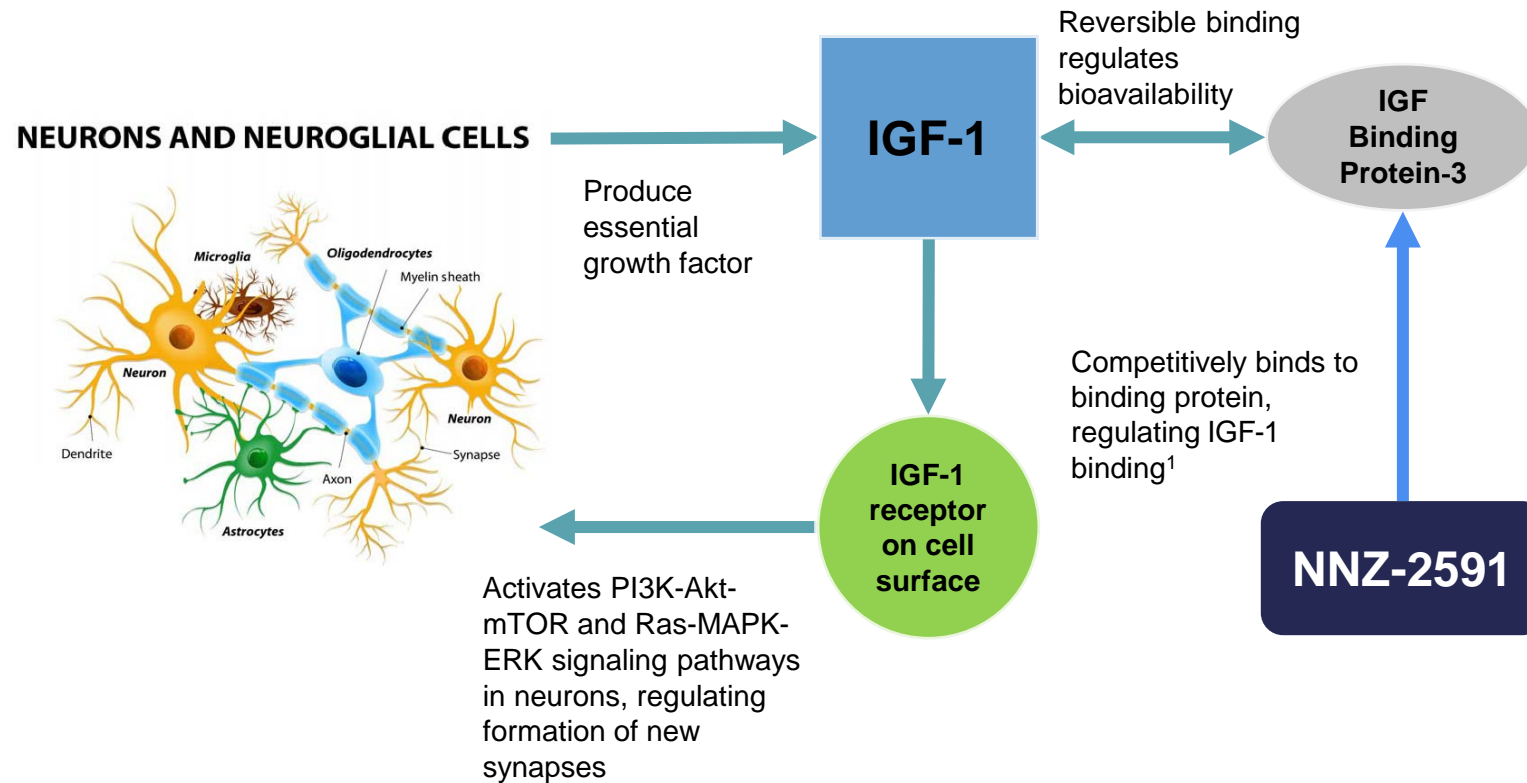 Reversible binding
regulates
bioavailability
NEURONS AND NEUROGLIAL CELLS
IGF-1
IGF
Binding
Protein-3
Produce
essential
growth factor
Microglia
Oligodendrocytes
Myelin sheath
Neuron
Neuron
Dendrite
Synapse
Axon
Astrocytes
Competitively binds to
binding protein,
regulating IGF-1
binding¹
IGF-1
receptor
on cell
surface
NNZ-2591
Activates PI3K-Akt-
mTOR and Ras-MAPK-
ERK signaling pathways
in neurons, regulating
formation of new
synapses